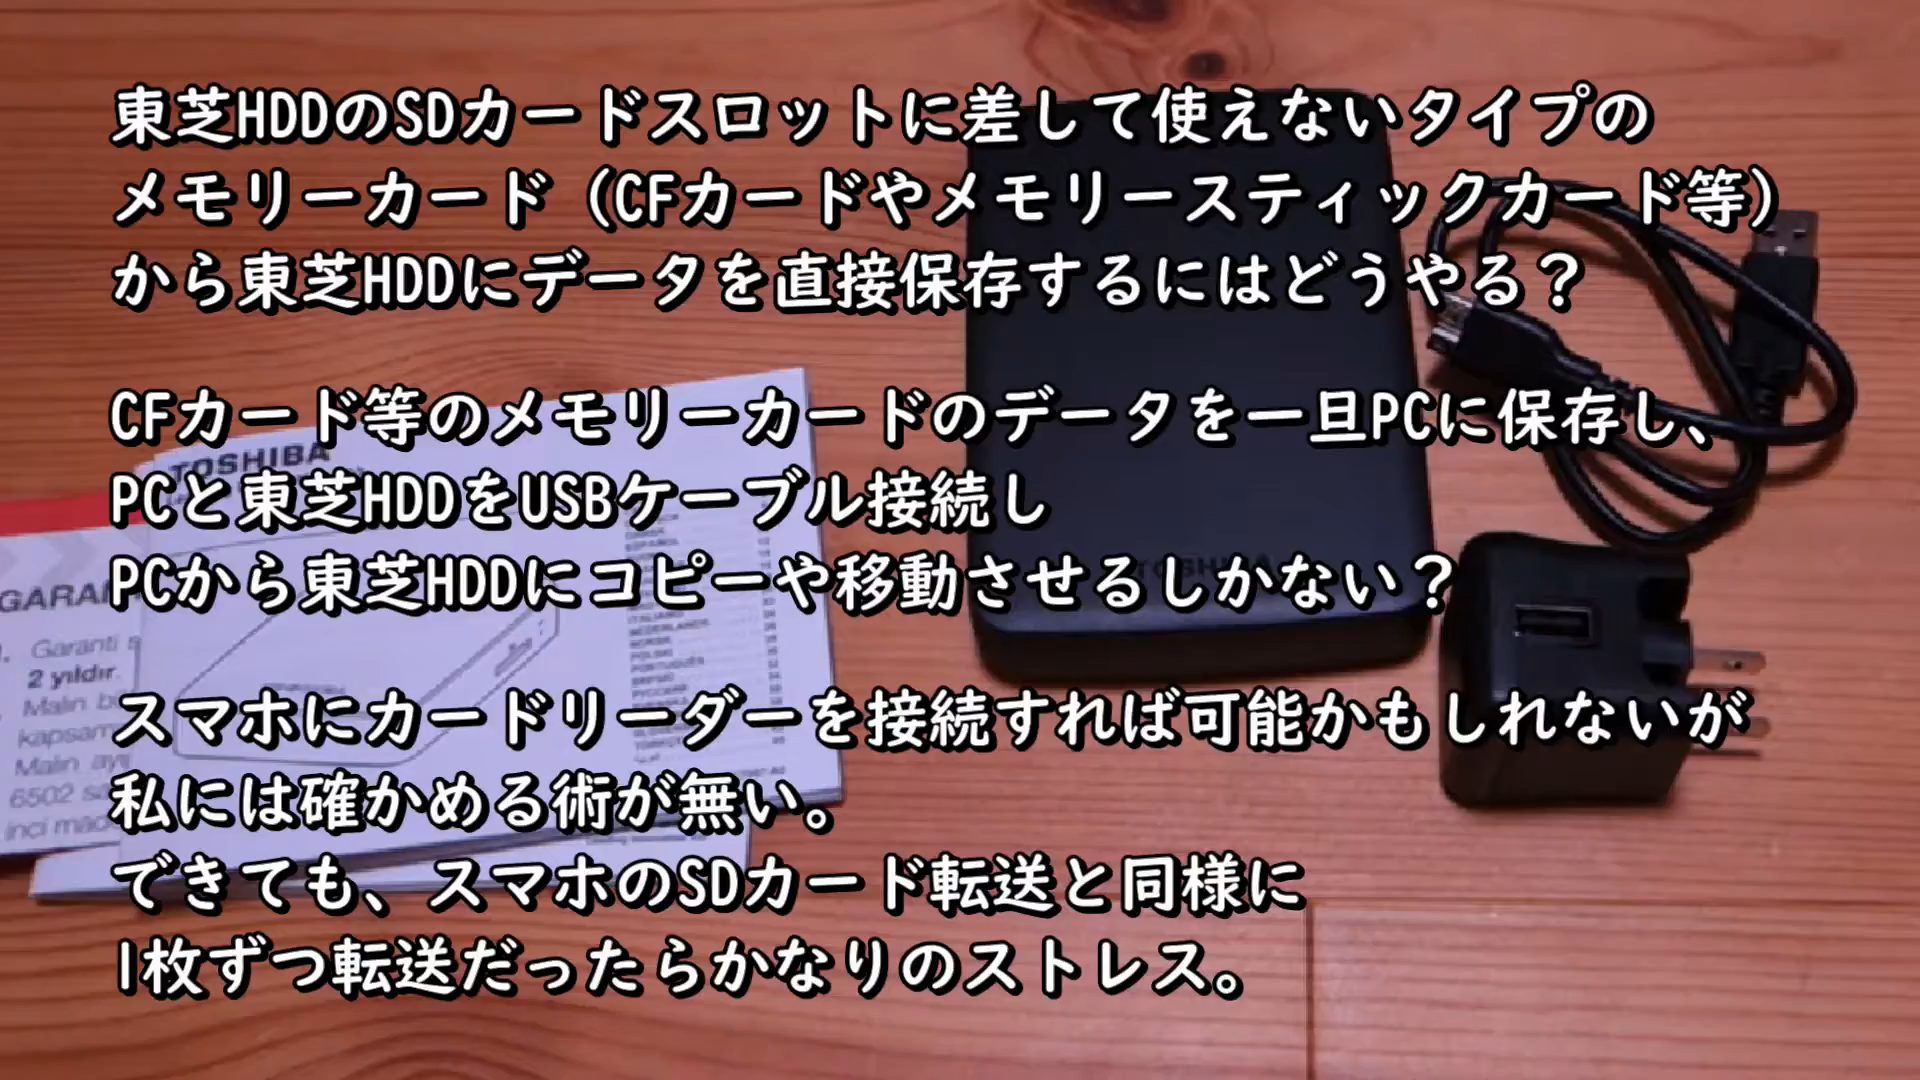 東芝HDDのSDカードスロットに差して使えないタイプの
メモリーカード（CFカードやメモリースティックカード等）
から東芝HDDにデータを直接保存するにはどうやる？
CFカード等のメモリーカードのデータを一旦PCに保存し、
PCと東芝HDDをUSBケーブル接続し
PCから東芝HDDにコピーや移動させるしかない？
スマホにカードリーダーを接続すれば可能かもしれないが
私には確かめる術が無い。
できても、スマホのSDカード転送と同様に
1枚ずつ転送だったらかなりのストレス。
TOSHIBA
GARAN
Garanti
2 yıldır.
Malın
kapsam
Malın
6502